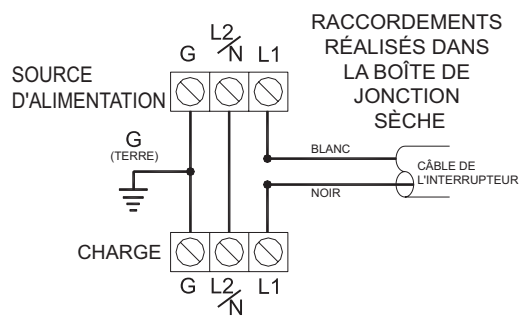 RACCORDEMENTS
RÉALISÉS DANS
LA BOÎTE DE
JONCTION
SÈCHE
G L2/N L1
SOURCE
D'ALIMENTATION
G
(TERRE)
BLANC
CÂBLE DE
L'INTERRUPTEUR
NOIR
CHARGE
G L2/N L1